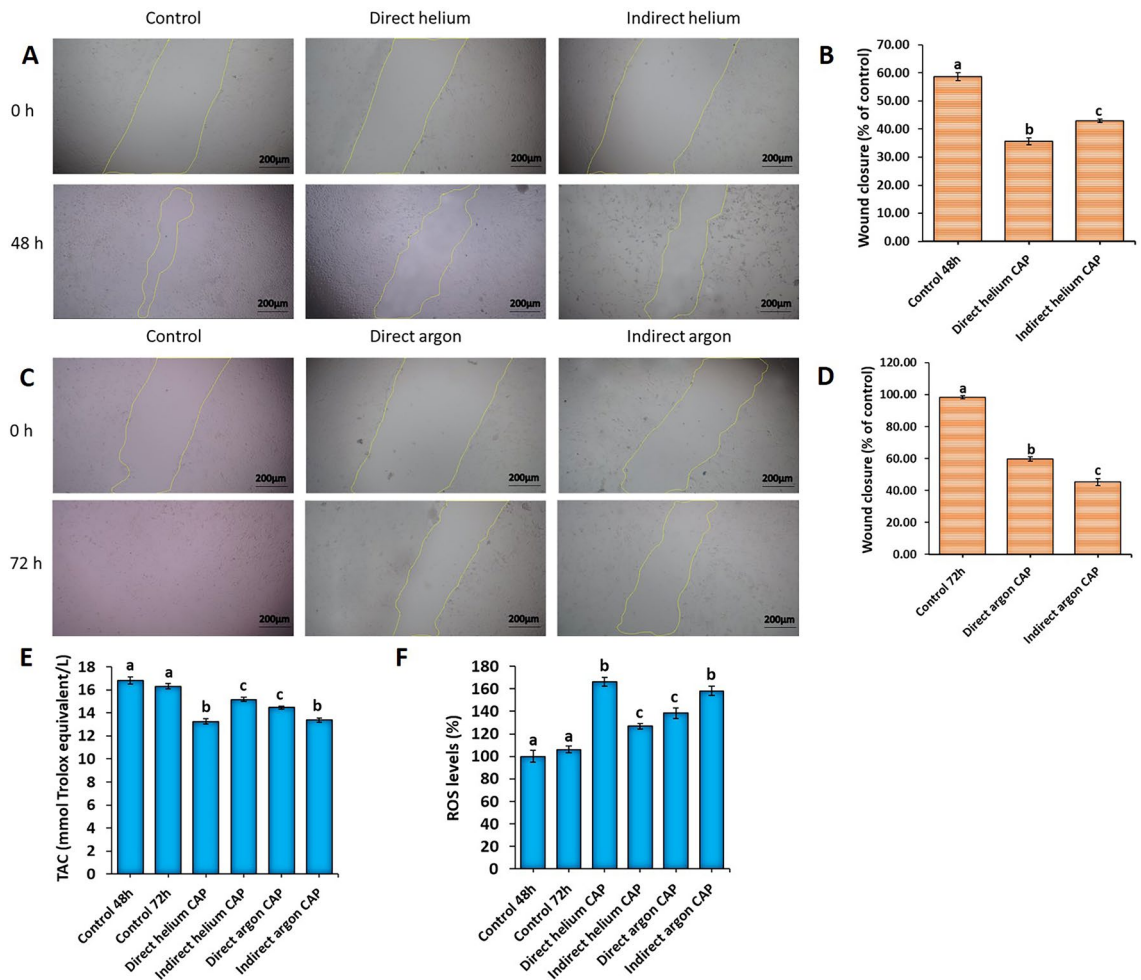 Control Direct helium Indirect helium
A
0 h
200µm 200µm 200µm
48 h
200µm 200µm 200µm
B
Wound closure (% of control)
70.00
60.00
50.00
40.00
30.00
20.00
10.00
0.00
a
b
c
Control 48h
Direct helium CAP
Indirect helium CAP
Control Direct argon Indirect argon
C
0 h
200µm 200µm 200µm
72 h
200µm 200µm 200µm
D
Wound closure (% of control)
120.00
100.00
80.00
60.00
40.00
20.00
0.00
a
b
c
Control 72h
Direct argon CAP
Indirect argon CAP
E
TAC (mmol Trolox equivalent/L)
18
16
14
12
10
8
6
4
2
0
a a b c c b
Control 48h
Control 72h
Direct helium CAP
Indirect helium CAP
Direct argon CAP
Indirect argon CAP
F
ROS levels (%)
180
160
140
120
100
80
60
40
20
0
a a b c c b
Control 48h
Control 72h
Direct helium CAP
Indirect helium CAP
Direct argon CAP
Indirect argon CAP